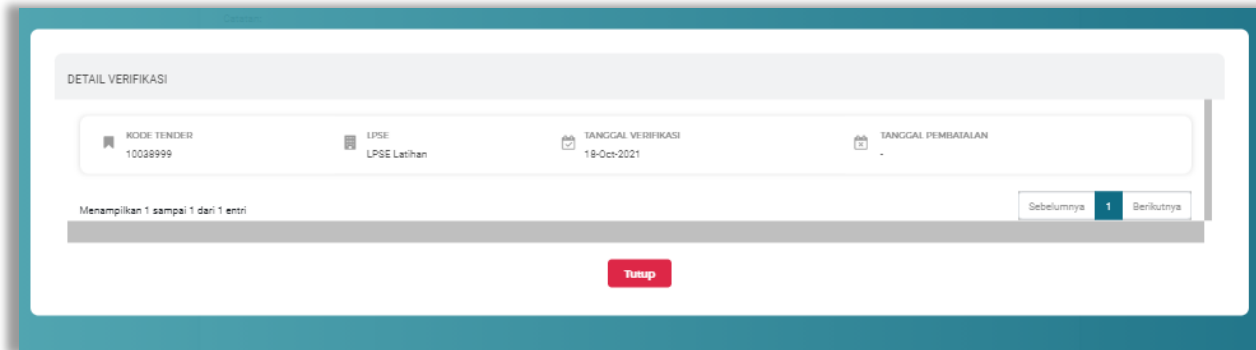 Catatan
DETAIL VERIFIKASI
KODE TENDER
10038999
LPSE
LPSE Latihan
TANGGAL VERIFIKASI
18-Oct-2021
TANGGAL PEMBATALAN
-
Menampilkan 1 sampai 1 dari 1 entri
Sebelumnya 1 Berikutnya
Tutup